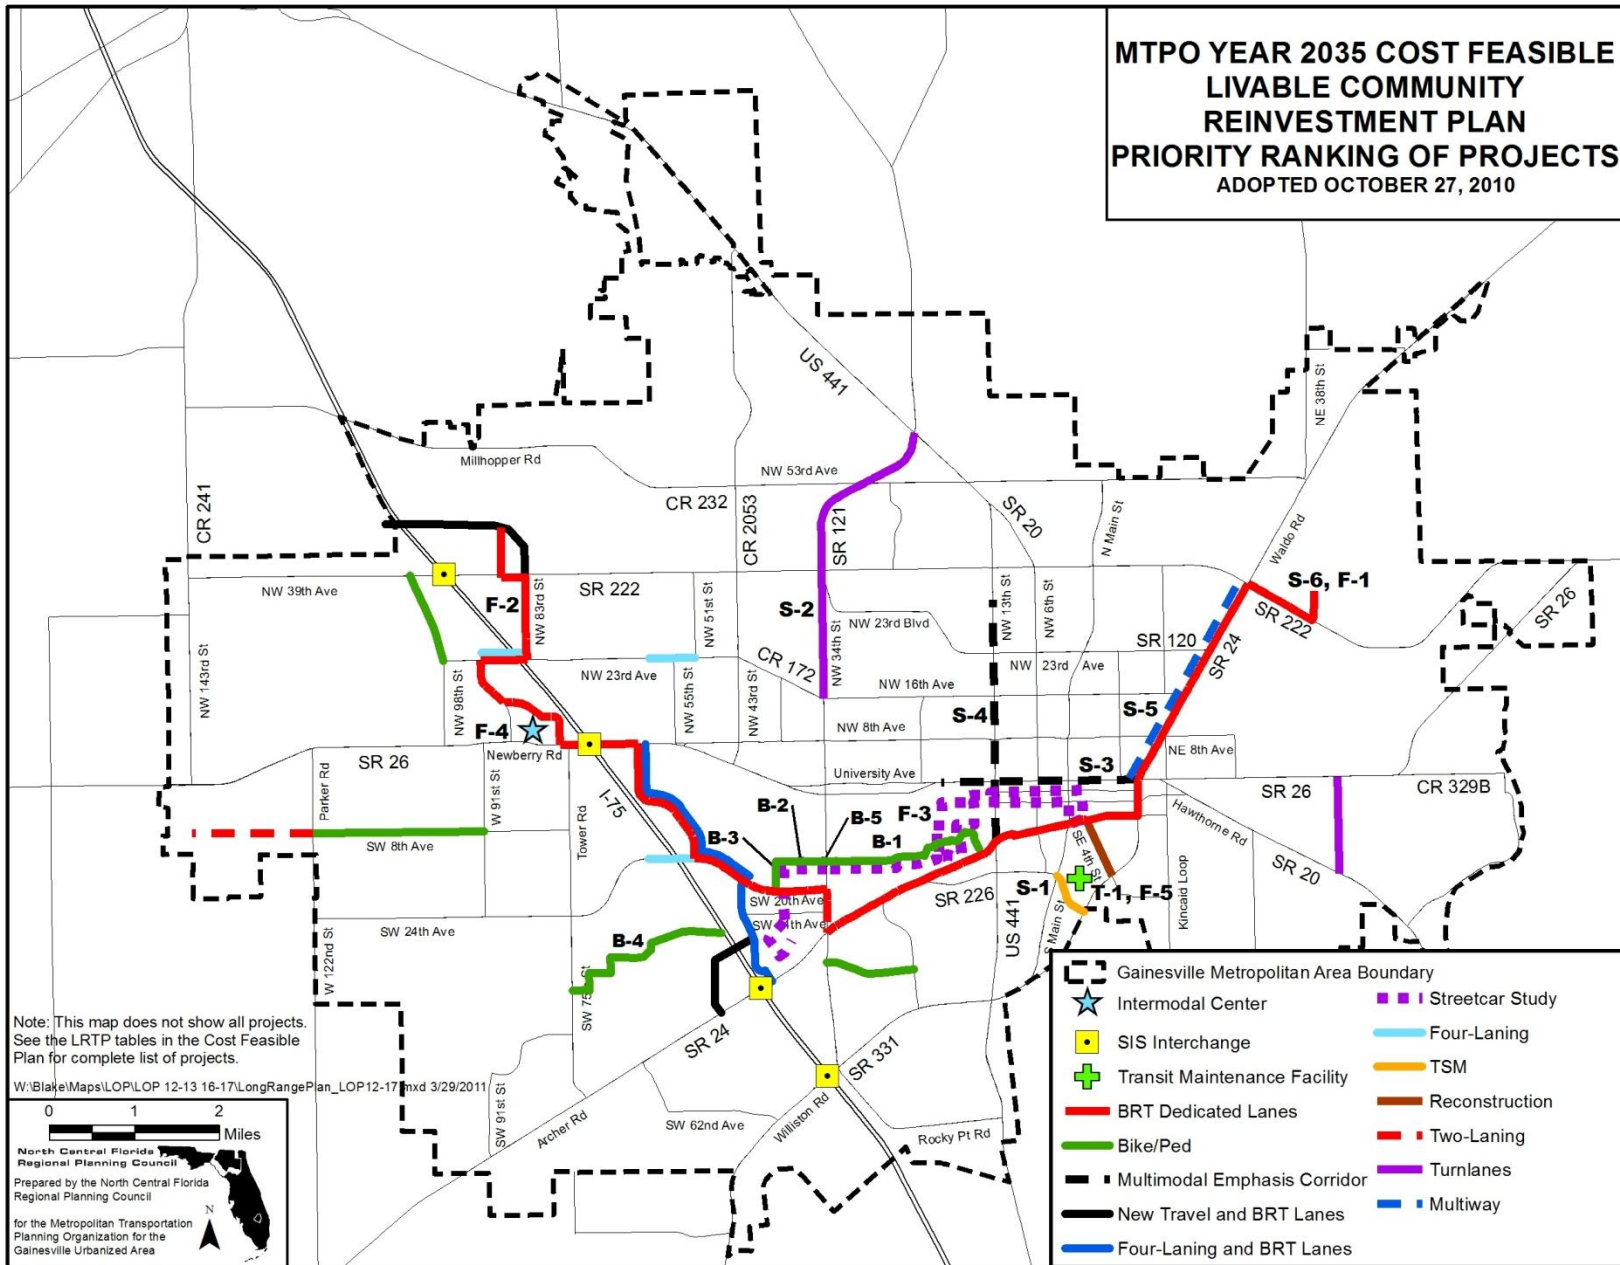 MTPO YEAR 2035 COST FEASIBLE
LIVABLE COMMUNITY
REINVESTMENT PLAN
PRIORITY RANKING OF PROJECTS
ADOPTED OCTOBER 27, 2010
US 441
NE 38th St
Millhopper Rd
NW 53rd Ave
CR 241
CR 232
CR 2053
SR 121
SR 20
N Main St
Waldo Rd
NW 39th Ave
F-2
NW 83rd St
SR 222
NW 51st St
S-2
NW 34th St
NW 23rd Blvd
NW 13th St
NW 6th St
SR 120
SR 24
S-6, F-1
SR 222
SR 26
NW 143rd St
NW 98th St
NW 23rd Ave
NW 55th St
NW 43rd St
CR 172
NW 16th Ave
NW 23rd Ave
F-4
NW 8th Ave
S-4
S-5
NE 8th Ave
Newberry Rd
SR 26
University Ave
S-3
SR 26
CR 329B
Parker Rd
W 91st St
Tower Rd
I-75
B-2
B-5
F-3
B-3
B-1
Hawthorne Rd
SW 8th Ave
SE 4th St
SR 20
SW 20th Ave
SR 226
S-1
T-1, F-5
Kincaid Loop
SW 24th Ave
B-4
US 441
S Main St
W 122nd St
SR 24
SR 331
SW 91st St
Archer Rd
SW 62nd Ave
Williston Rd
Rocky Pt Rd
Note: This map does not show all projects.
See the LRTP tables in the Cost Feasible
Plan for complete list of projects.
W:\Blake\Maps\LOP\LOP 12-13 16-17\LongRangePlan_LOP12-17.mxd 3/29/2011
0 1 2
Miles
North Central Florida
Regional Planning Council
Prepared by the North Central Florida
Regional Planning Council
N
for the Metropolitan Transportation
Planning Organization for the
Gainesville Urbanized Area
Gainesville Metropolitan Area Boundary
Intermodal Center
SIS Interchange
Transit Maintenance Facility
BRT Dedicated Lanes
Bike/Ped
Multimodal Emphasis Corridor
New Travel and BRT Lanes
Four-Laning and BRT Lanes
Streetcar Study
Four-Laning
TSM
Reconstruction
Two-Laning
Turnlanes
Multiway